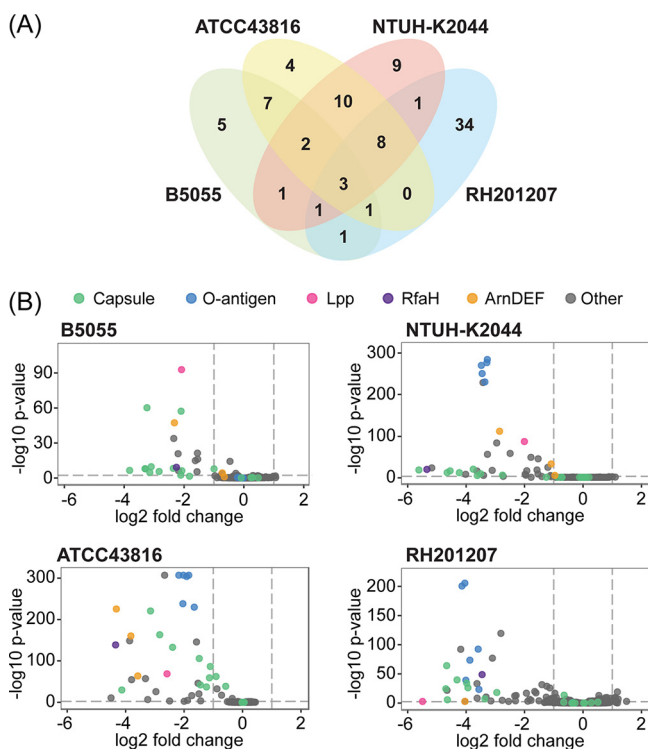 (A)
ATCC43816 NTUH-K2044
4 9
7 10 1
5 34
2 8
B5055 3 RH201207
1 0
1 1
1
(B)
Capsule O-antigen Lpp RfaH ArnDEF Other
B5055
90
60
30
0
-log10 p-value
-6 -4 -2 0 2
log2 fold change
NTUH-K2044
300
200
100
0
-log10 p-value
-6 -4 -2 0 2
log2 fold change
ATCC43816
300
200
100
0
-log10 p-value
-6 -4 -2 0 2
log2 fold change
RH201207
200
150
100
50
0
-log10 p-value
-6 -4 -2 0 2
log2 fold change